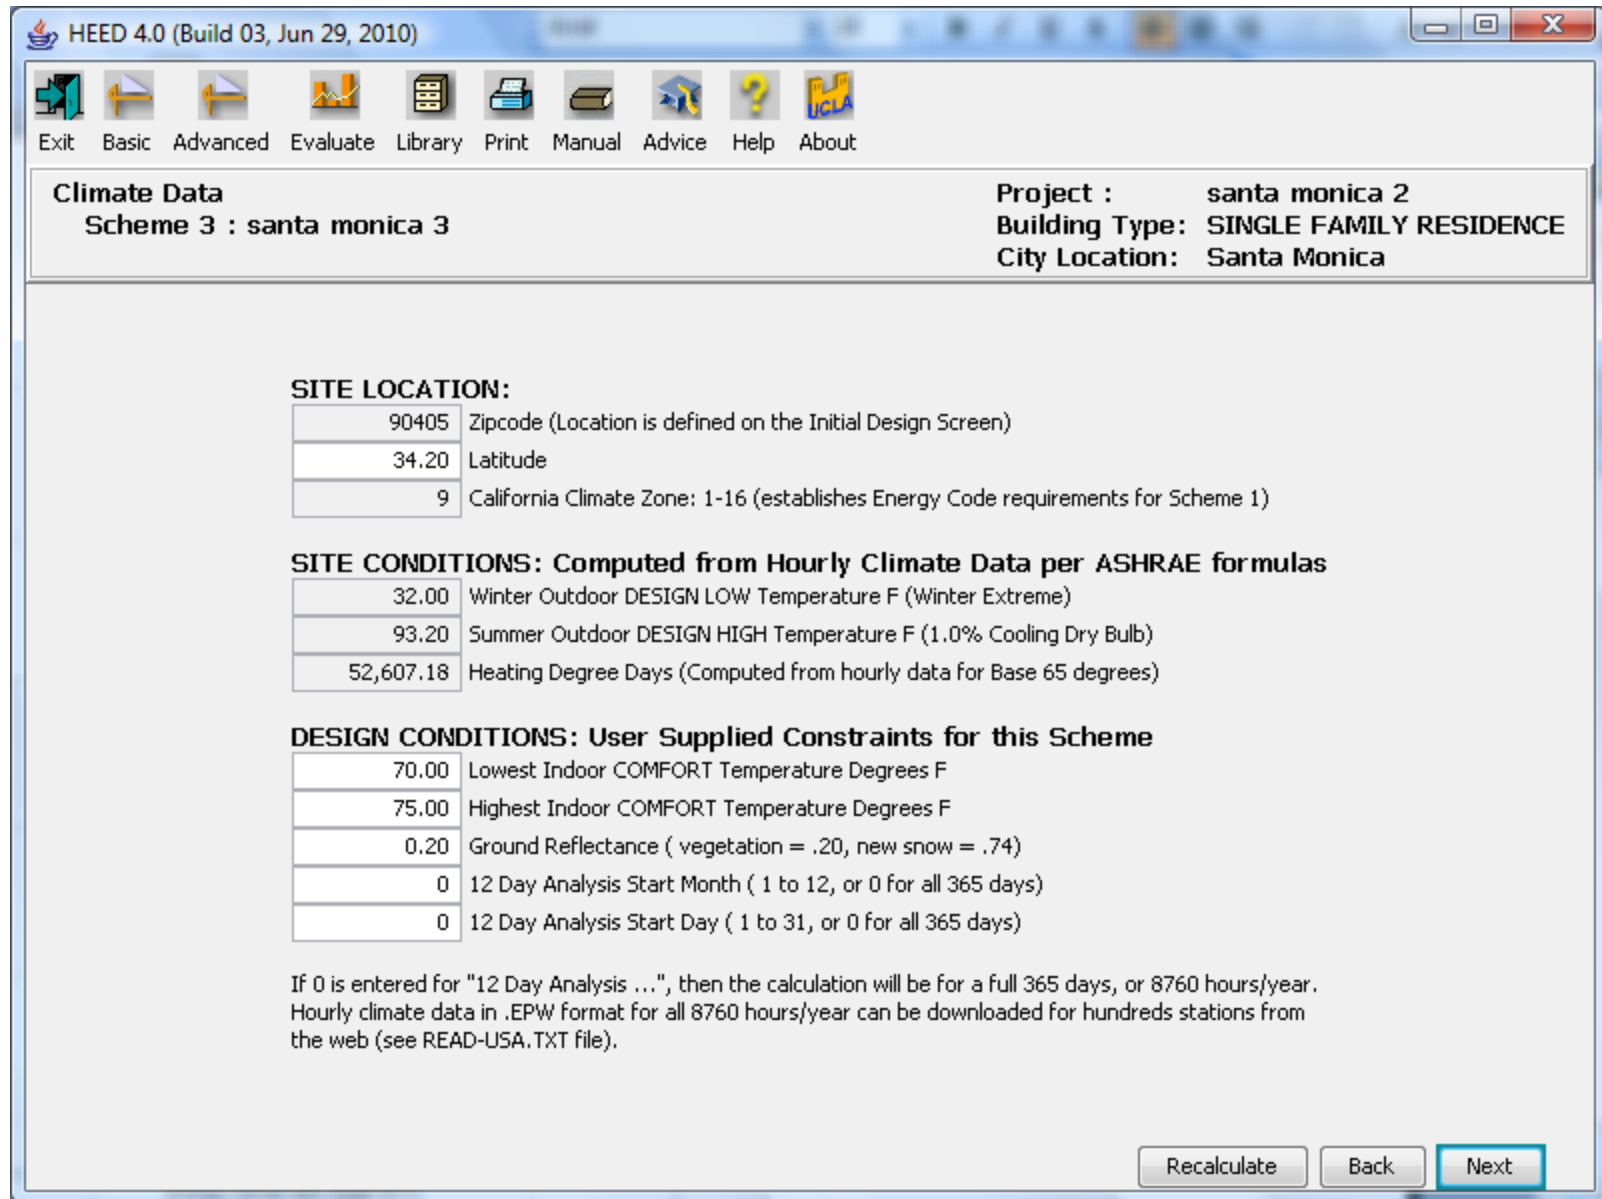 HEED 4.0 (Build 03, Jun 29, 2010)
Exit Basic Advanced Evaluate Library Print Manual Advice Help About
UCLA
Climate Data
Scheme 3 : santa monica 3
Project : santa monica 2
Building Type: SINGLE FAMILY RESIDENCE
City Location: Santa Monica
SITE LOCATION:
90405 Zipcode (Location is defined on the Initial Design Screen)
34.20 Latitude
9 California Climate Zone: 1-16 (establishes Energy Code requirements for Scheme 1)
SITE CONDITIONS: Computed from Hourly Climate Data per ASHRAE formulas
32.00 Winter Outdoor DESIGN LOW Temperature F (Winter Extreme)
93.20 Summer Outdoor DESIGN HIGH Temperature F (1.0% Cooling Dry Bulb)
52,607.18 Heating Degree Days (Computed from hourly data for Base 65 degrees)
DESIGN CONDITIONS: User Supplied Constraints for this Scheme
70.00 Lowest Indoor COMFORT Temperature Degrees F
75.00 Highest Indoor COMFORT Temperature Degrees F
0.20 Ground Reflectance ( vegetation = .20, new snow = .74)
0 12 Day Analysis Start Month ( 1 to 12, or 0 for all 365 days)
0 12 Day Analysis Start Day ( 1 to 31, or 0 for all 365 days)
If 0 is entered for "12 Day Analysis ...", then the calculation will be for a full 365 days, or 8760 hours/year.
Hourly climate data in .EPW format for all 8760 hours/year can be downloaded for hundreds stations from
the web (see READ-USA.TXT file).
Recalculate Back Next